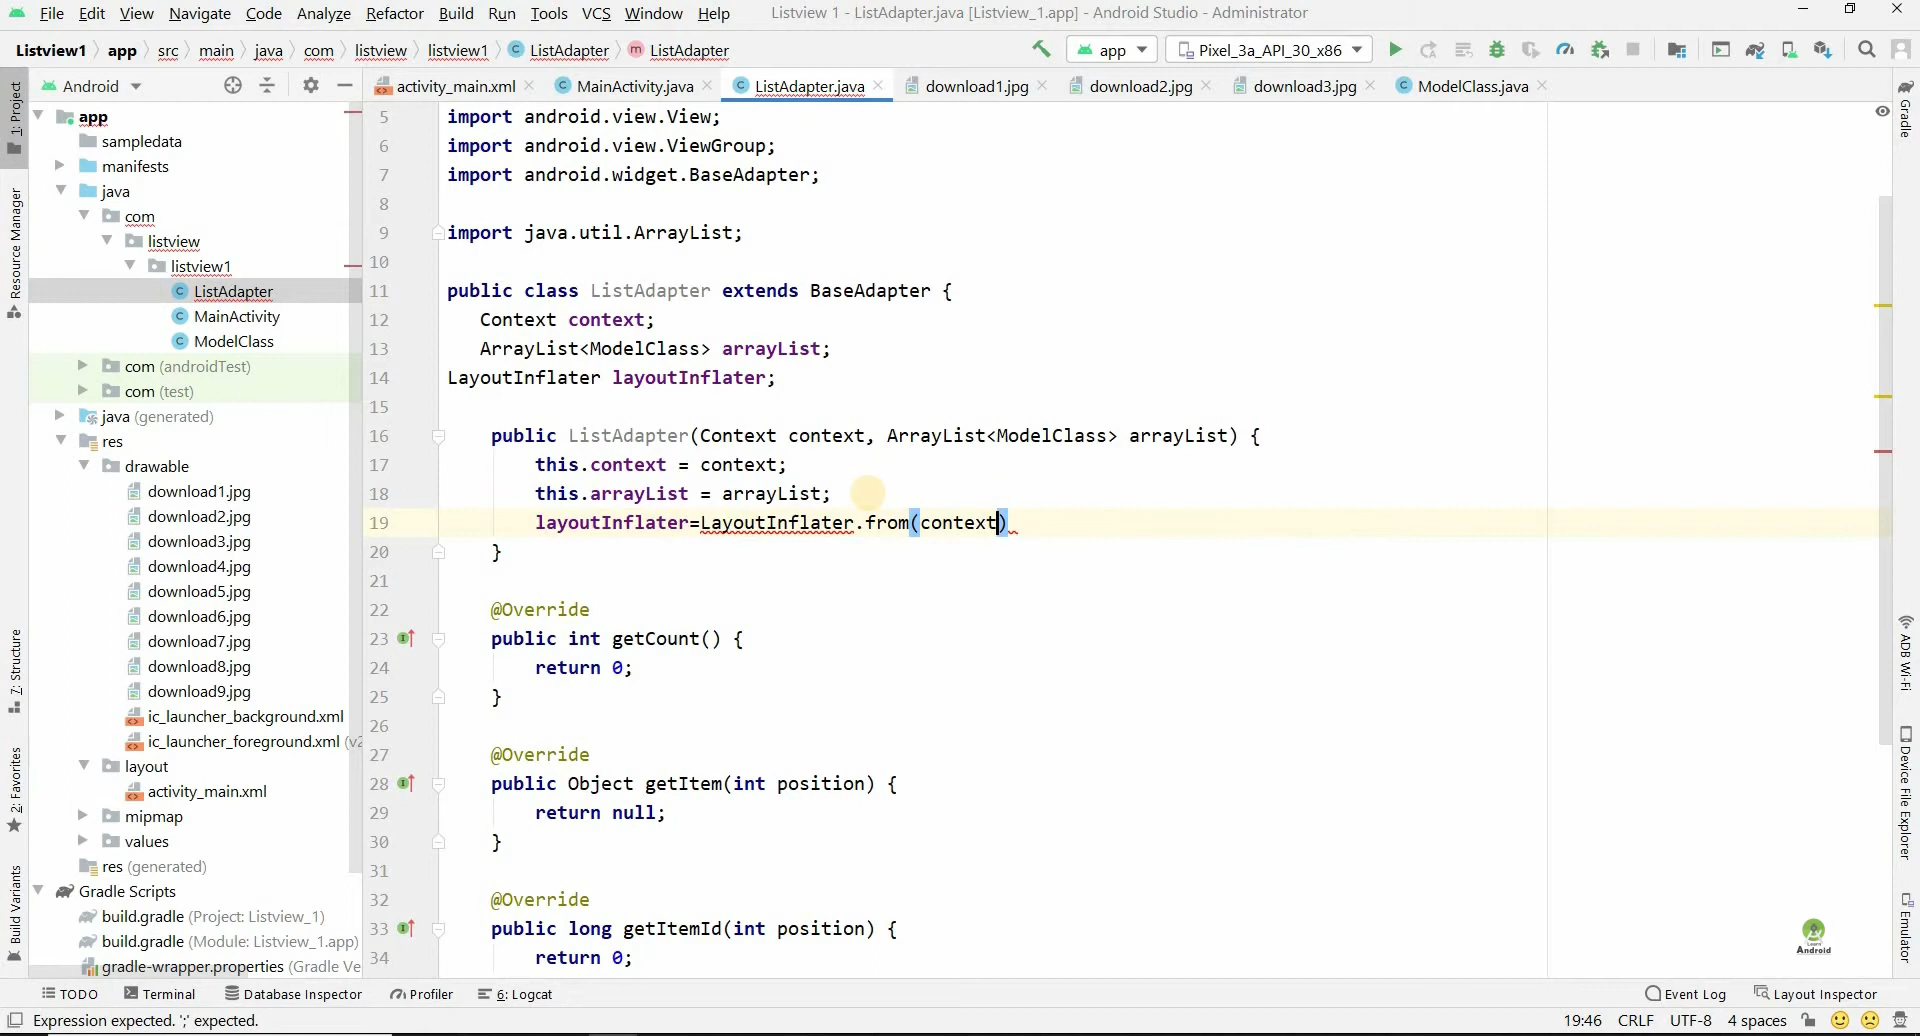 File Edit View Navigate Code Analyze Refactor Build Run Tools VCS Window Help Listview 1 - ListAdapter.java [Listview_1.app] - Android Studio - Administrator
Listview1 app src main java com listview listview1 ListAdapter ListAdapter app Pixel_3a_API_30_x86
Android activity_main.xml MainActivity.java ListAdapter.java download1.jpg download2.jpg download3.jpg ModelClass.java
1: Project
Resource Manager
7: Structure
2: Favorites
Build Variants
app
sampledata
manifests
java
com
listview
listview1
ListAdapter
MainActivity
ModelClass
com (androidTest)
com (test)
java (generated)
res
drawable
download1.jpg
download2.jpg
download3.jpg
download4.jpg
download5.jpg
download6.jpg
download7.jpg
download8.jpg
download9.jpg
ic_launcher_background.xml
ic_launcher_foreground.xml (v2
layout
activity_main.xml
mipmap
values
res (generated)
Gradle Scripts
build.gradle (Project: Listview_1)
build.gradle (Module: Listview_1.app)
gradle-wrapper.properties (Gradle Ve
5 import android.view.View;
6 import android.view.ViewGroup;
7 import android.widget.BaseAdapter;
8
9 import java.util.ArrayList;
10
11 public class ListAdapter extends BaseAdapter {
12 Context context;
13 ArrayList<ModelClass> arrayList;
14 LayoutInflater layoutInflater;
15
16 public ListAdapter(Context context, ArrayList<ModelClass> arrayList) {
17 this.context = context;
18 this.arrayList = arrayList;
19 layoutInflater=LayoutInflater.from(context)
20 }
21
22 @Override
23 public int getCount() {
24 return 0;
25 }
26
27 @Override
28 public Object getItem(int position) {
29 return null;
30 }
31
32 @Override
33 public long getItemId(int position) {
34 return 0;
Gradle
ADB Wi-Fi
Device File Explorer
Emulator
Learn
Android
TODO Terminal Database Inspector Profiler 6: Logcat Event Log Layout Inspector
Expression expected. ';' expected. 19:46 CRLF UTF-8 4 spaces